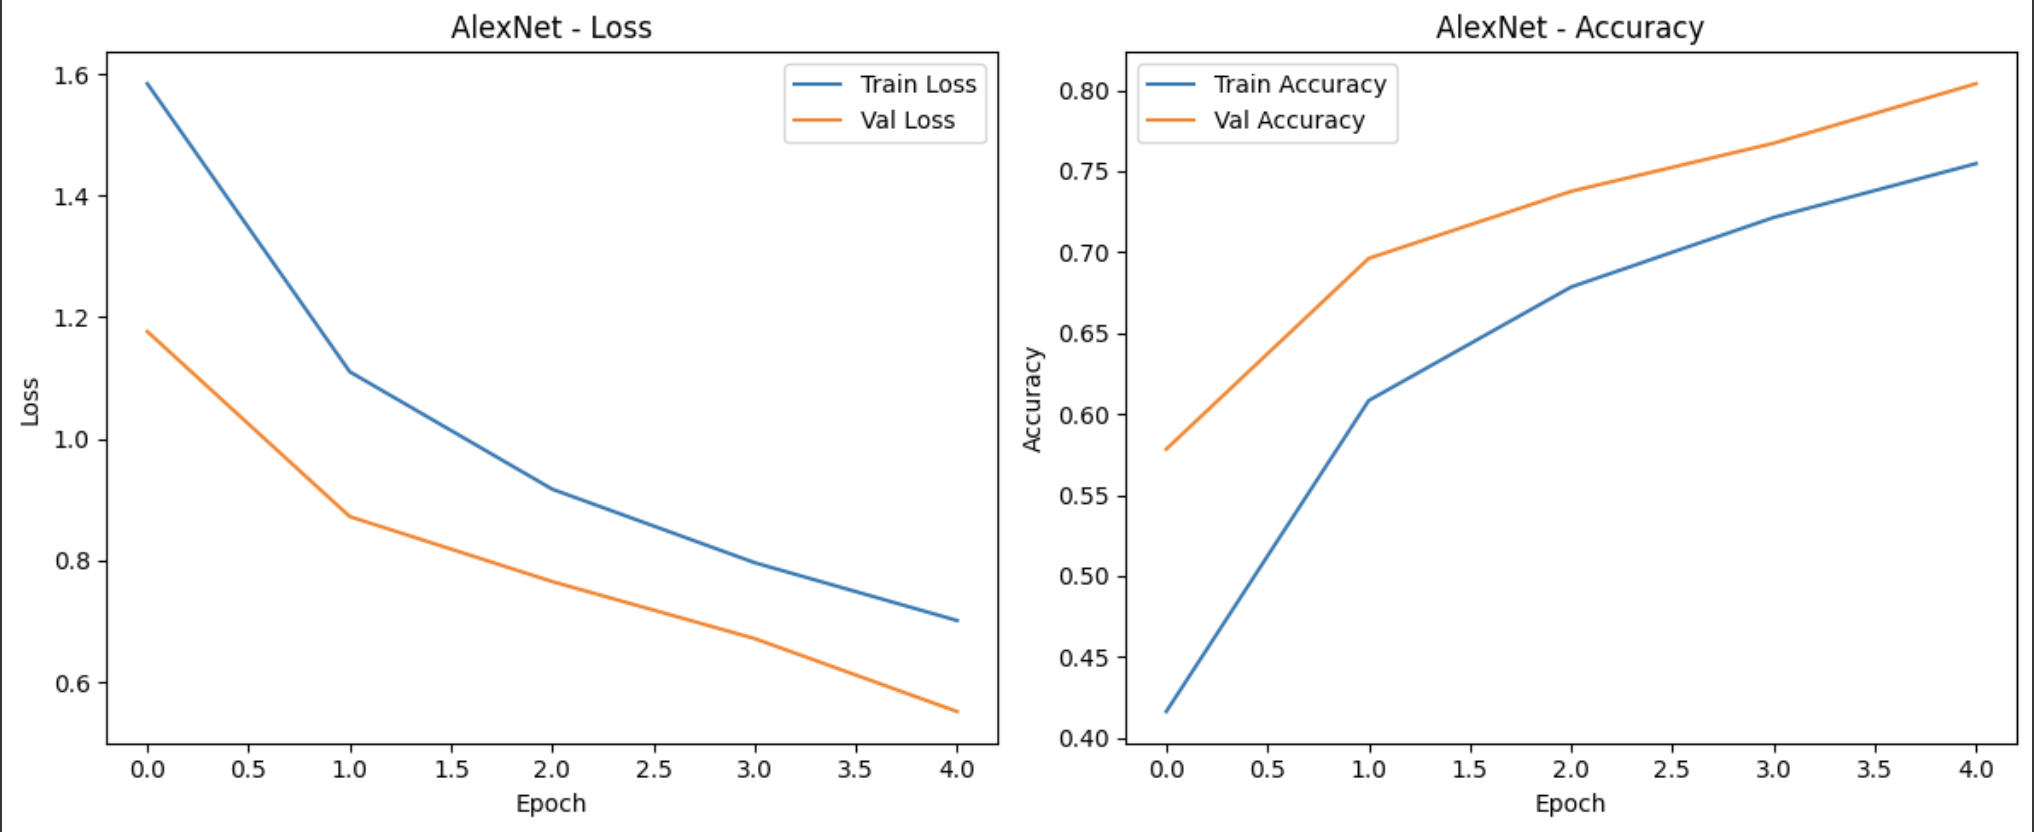 AlexNet - Loss
1.6
1.4
1.2
1.0
0.8
0.6
Loss
Train Loss
Val Loss
0.0 0.5 1.0 1.5 2.0 2.5 3.0 3.5 4.0
Epoch
AlexNet - Accuracy
0.80
0.75
0.70
0.65
0.60
0.55
0.50
0.45
0.40
Accuracy
Train Accuracy
Val Accuracy
0.0 0.5 1.0 1.5 2.0 2.5 3.0 3.5 4.0
Epoch